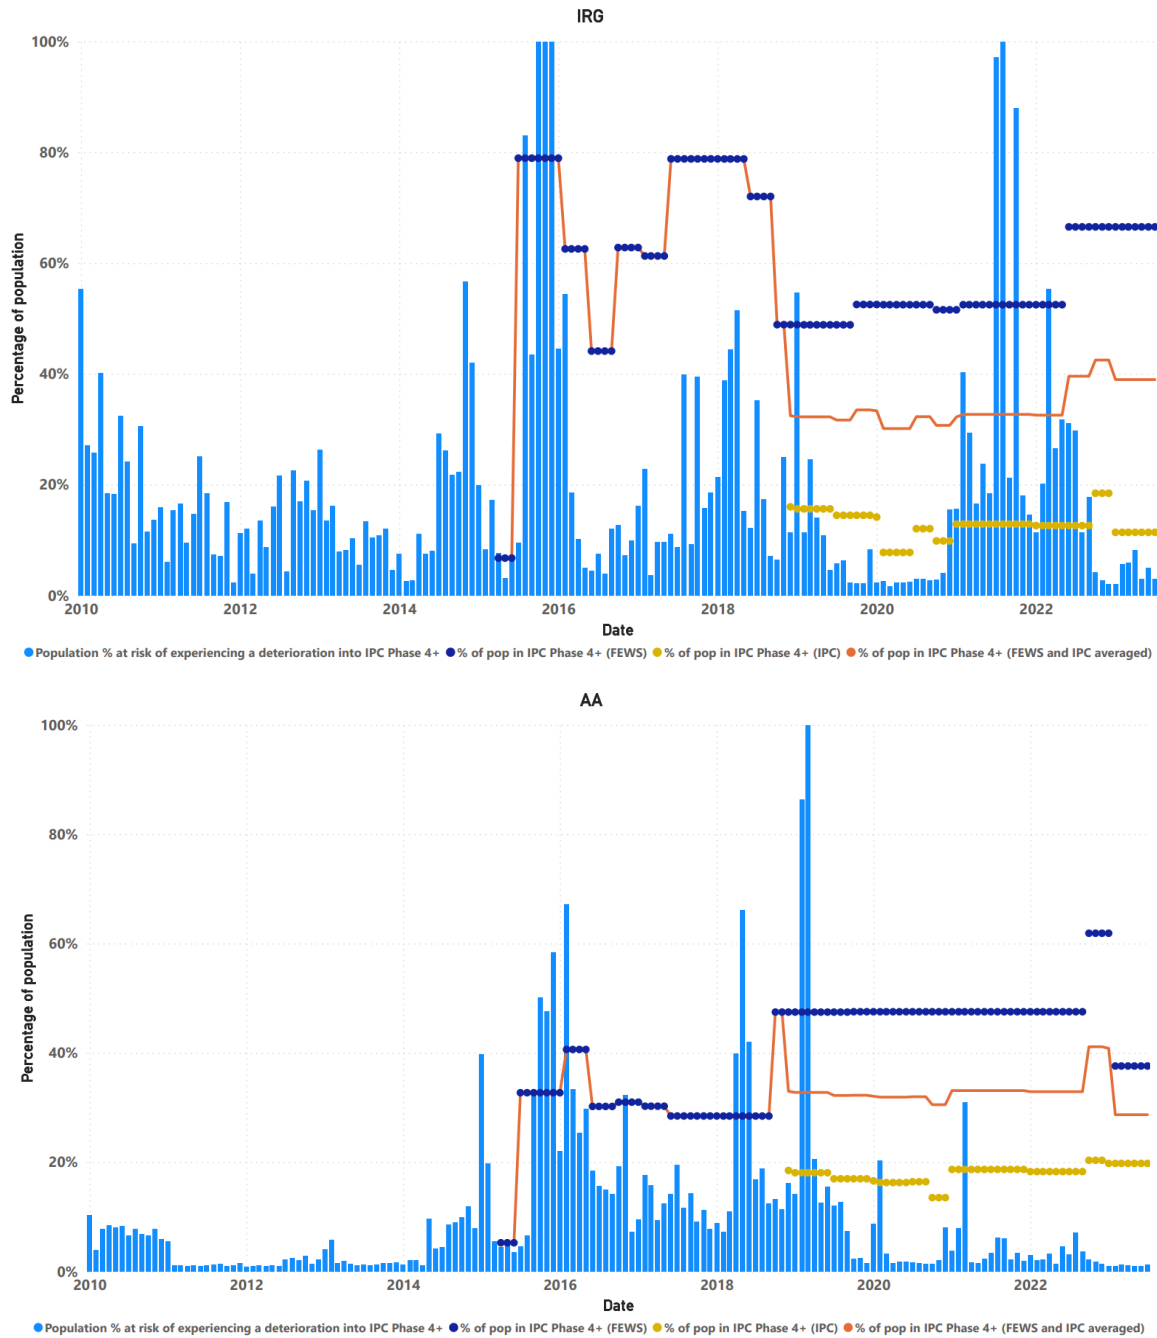 IRG
100%
80%
60%
40%
20%
0%
Percentage of population
2010 2012 2014 2016 2018 2020 2022
Date
Population % at risk of experiencing a deterioration into IPC Phase 4+ % of pop in IPC Phase 4+ (FEWS) % of pop in IPC Phase 4+ (IPC) % of pop in IPC Phase 4+ (FEWS and IPC averaged)
AA
100%
80%
60%
40%
20%
0%
Percentage of population
2010 2012 2014 2016 2018 2020 2022
Date
Population % at risk of experiencing a deterioration into IPC Phase 4+ % of pop in IPC Phase 4+ (FEWS) % of pop in IPC Phase 4+ (IPC) % of pop in IPC Phase 4+ (FEWS and IPC averaged)